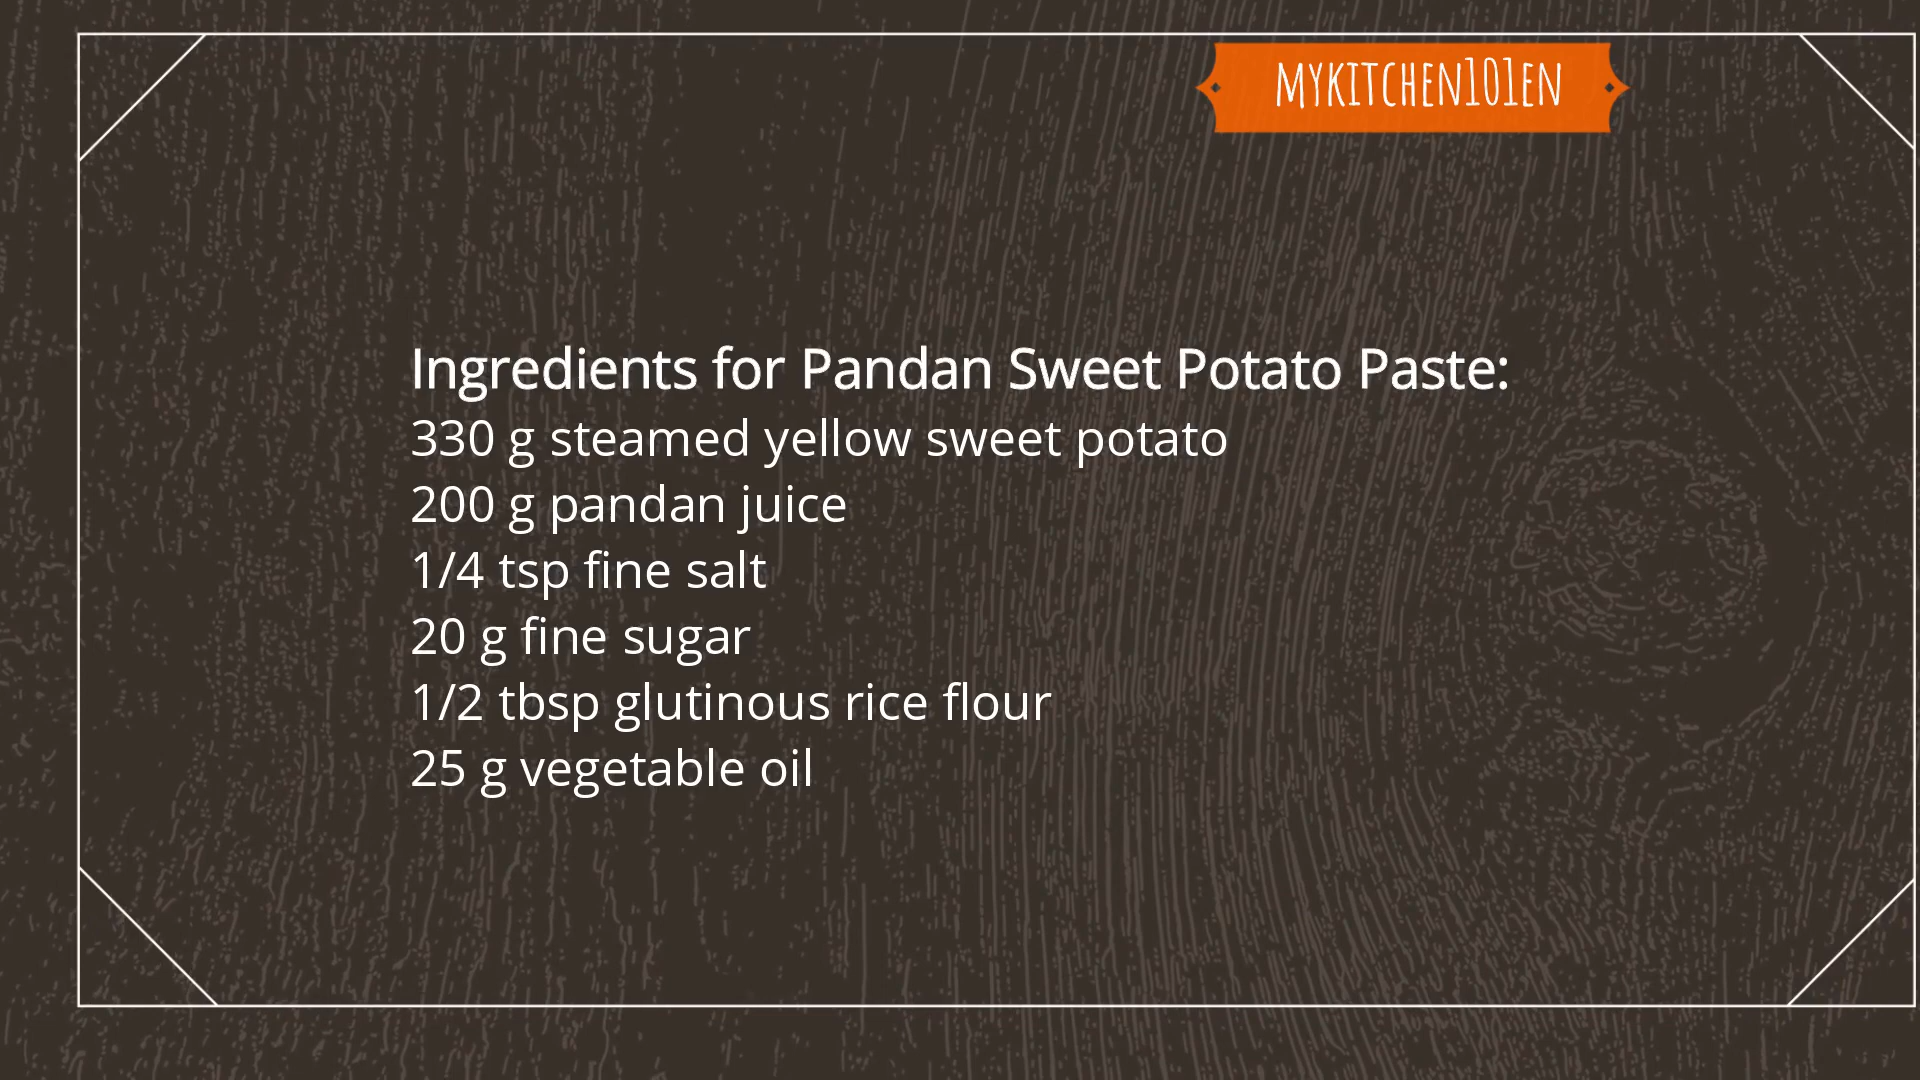 MYKITCHEN101EN
Ingredients for Pandan Sweet Potato Paste:
330 g steamed yellow sweet potato
200 g pandan juice
1/4 tsp fine salt
20 g fine sugar
1/2 tbsp glutinous rice flour
25 g vegetable oil